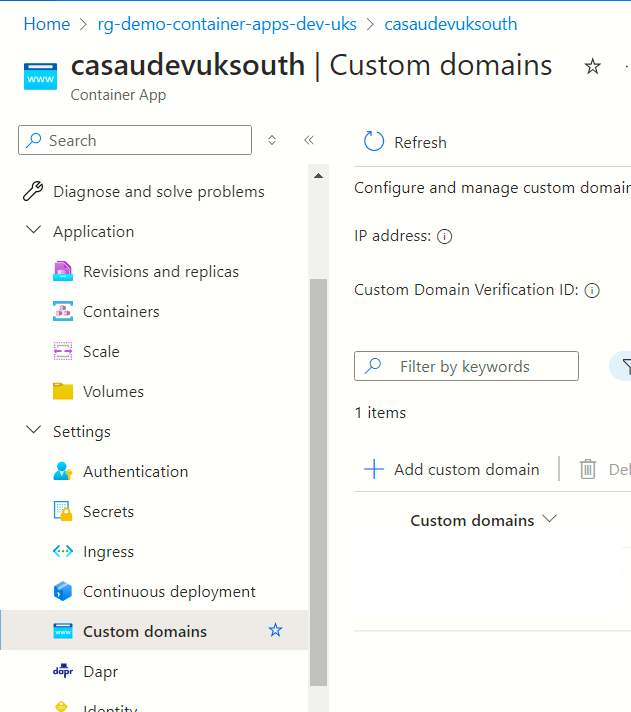 Home > rg-demo-container-apps-dev-uks > casaudevuksouth
casaudevuksouth | Custom domains
Container App
Search
Refresh
Diagnose and solve problems
Configure and manage custom domain
Application
IP address:
Revisions and replicas
Custom Domain Verification ID:
Containers
Scale
Filter by keywords
Volumes
1 items
Settings
Authentication
Add custom domain
Del
Secrets
Custom domains
Ingress
Continuous deployment
Custom domains
Dapr
Identity